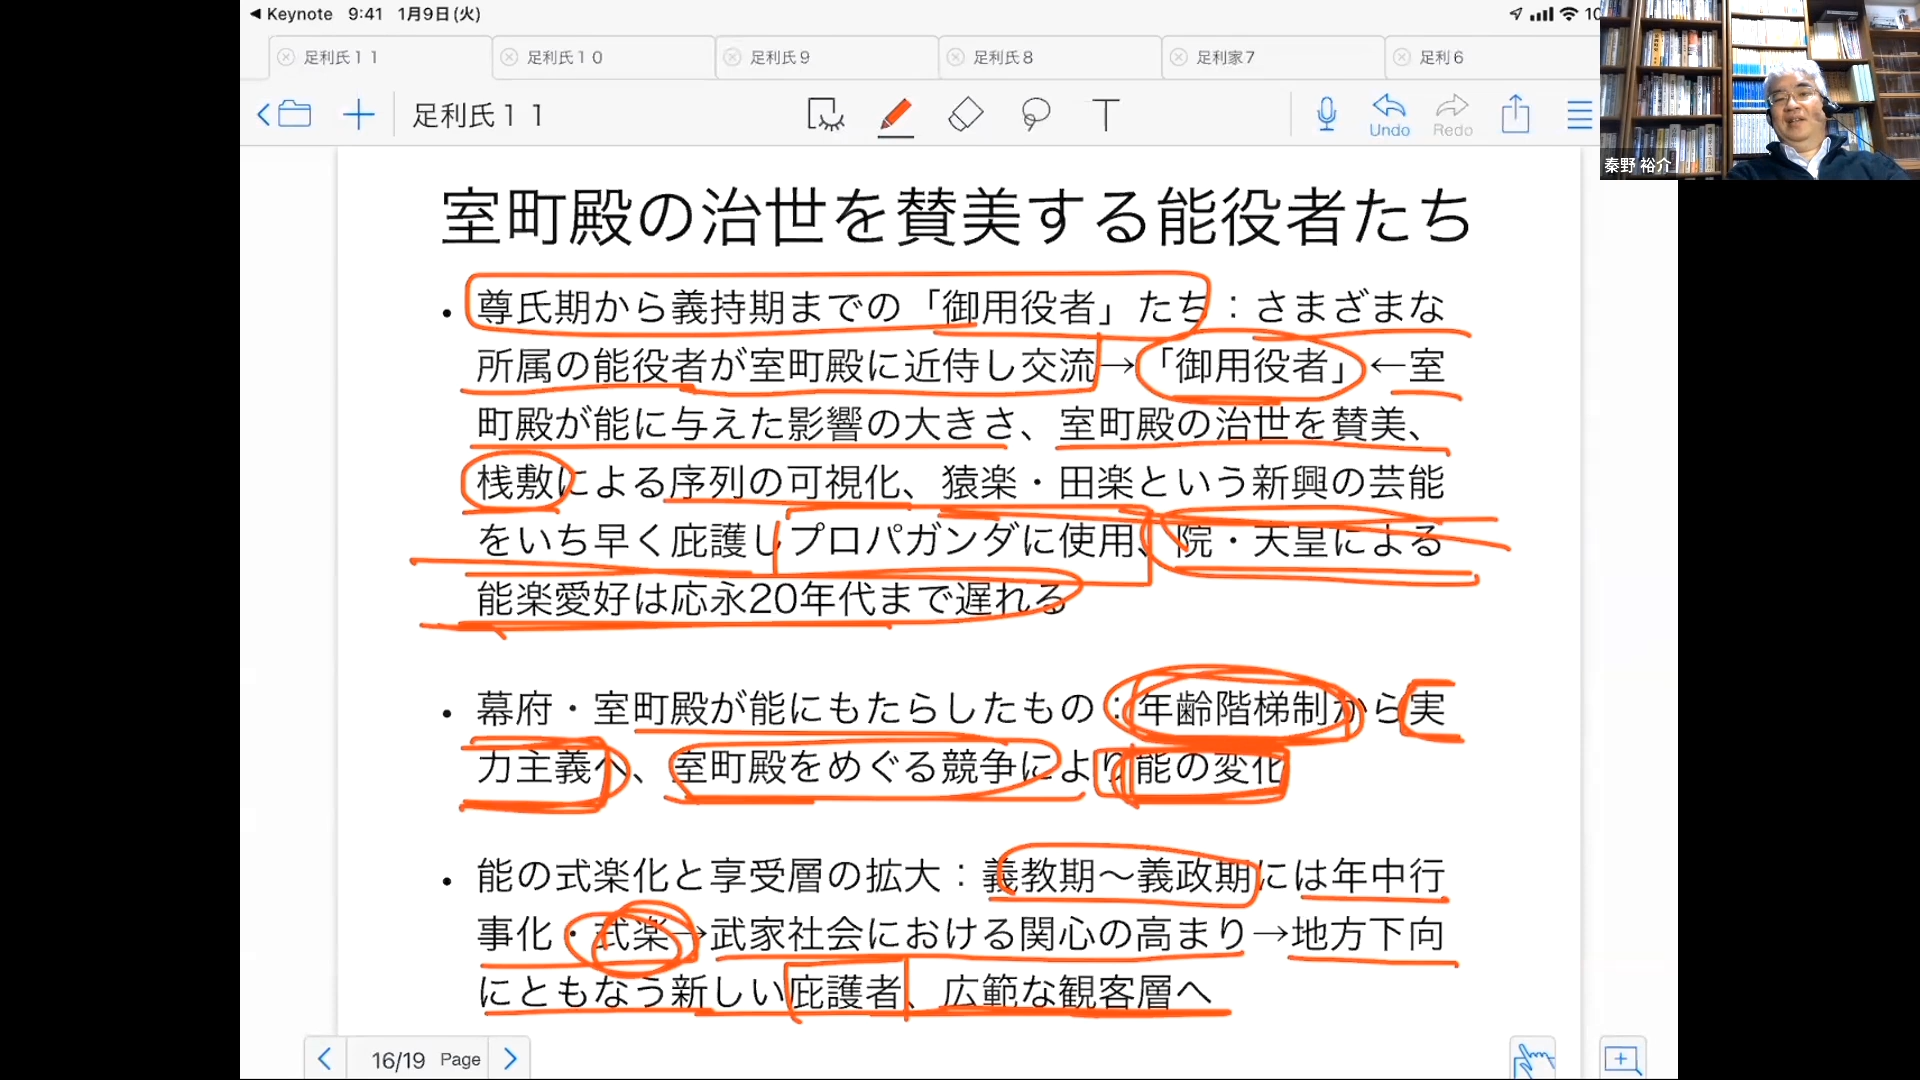 ◀ Keynote 9:41 1月9日(火)
足利氏11
足利氏10
足利氏9
足利氏8
足利家7
足利6
足利氏11
T
Undo
Redo
秦野 裕介
室町殿の治世を賛美する能役者たち
・尊氏期から義持期までの「御用役者」たち：さまざまな
所属の能役者が室町殿に近侍し交流→「御用役者」←室
町殿が能に与えた影響の大きさ、室町殿の治世を賛美、
桟敷による序列の可視化、猿楽・田楽という新興の芸能
をいち早く庇護しプロパガンダに使用、院・天皇による
能楽愛好は応永20年代まで遅れる
・幕府・室町殿が能にもたらしたもの：年齢階梯制から実
力主義へ、室町殿をめぐる競争により能の変化
・能の式楽化と享受層の拡大：義教期〜義政期には年中行
事化・式楽→武家社会における関心の高まり→地方下向
にともなう新しい庇護者、広範な観客層へ
16/19 Page